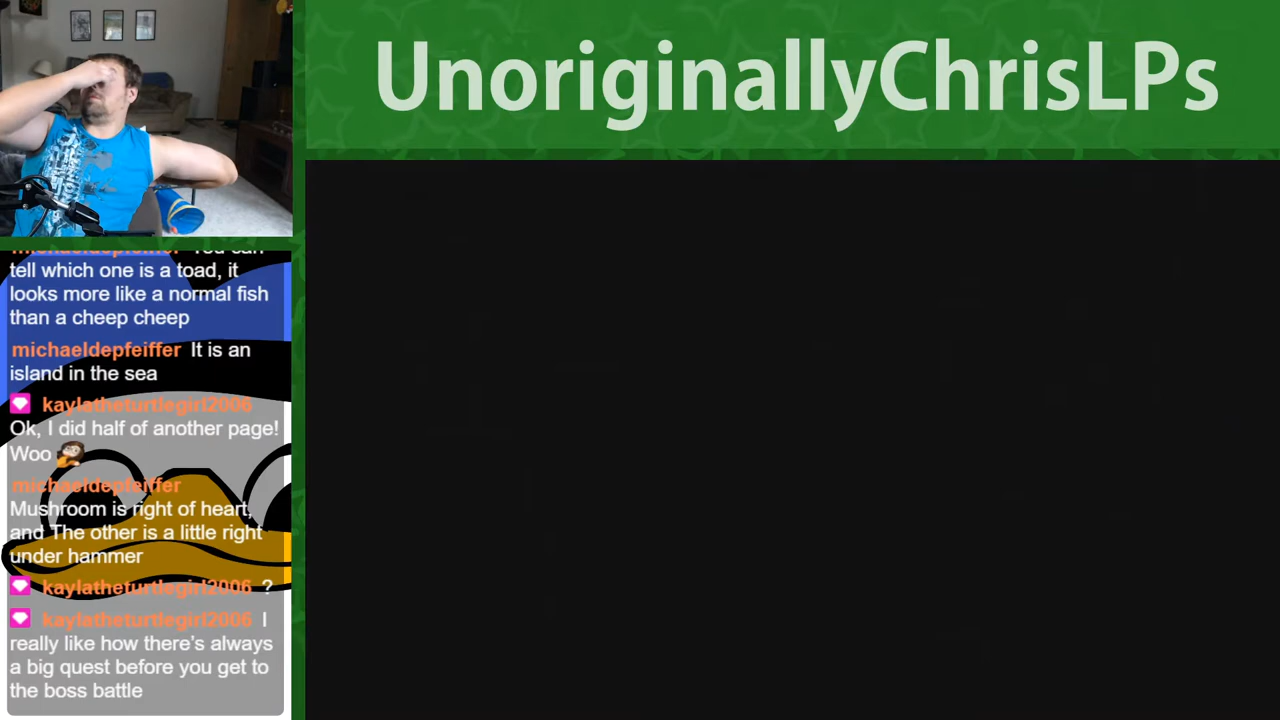 UnoriginallyChrisLPs
michaeldepfeiffer You can
tell which one is a toad, it
looks more like a normal fish
than a cheep cheep
michaeldepfeiffer It is an
island in the sea
kaylatheturtlegirl2006
Ok, I did half of another page!
Woo
michaeldepfeiffer
Mushroom is right of heart,
and The other is a little right
under hammer
kaylatheturtlegirl2006 ?
kaylatheturtlegirl2006 I
really like how there's always
a big quest before you get to
the boss battle